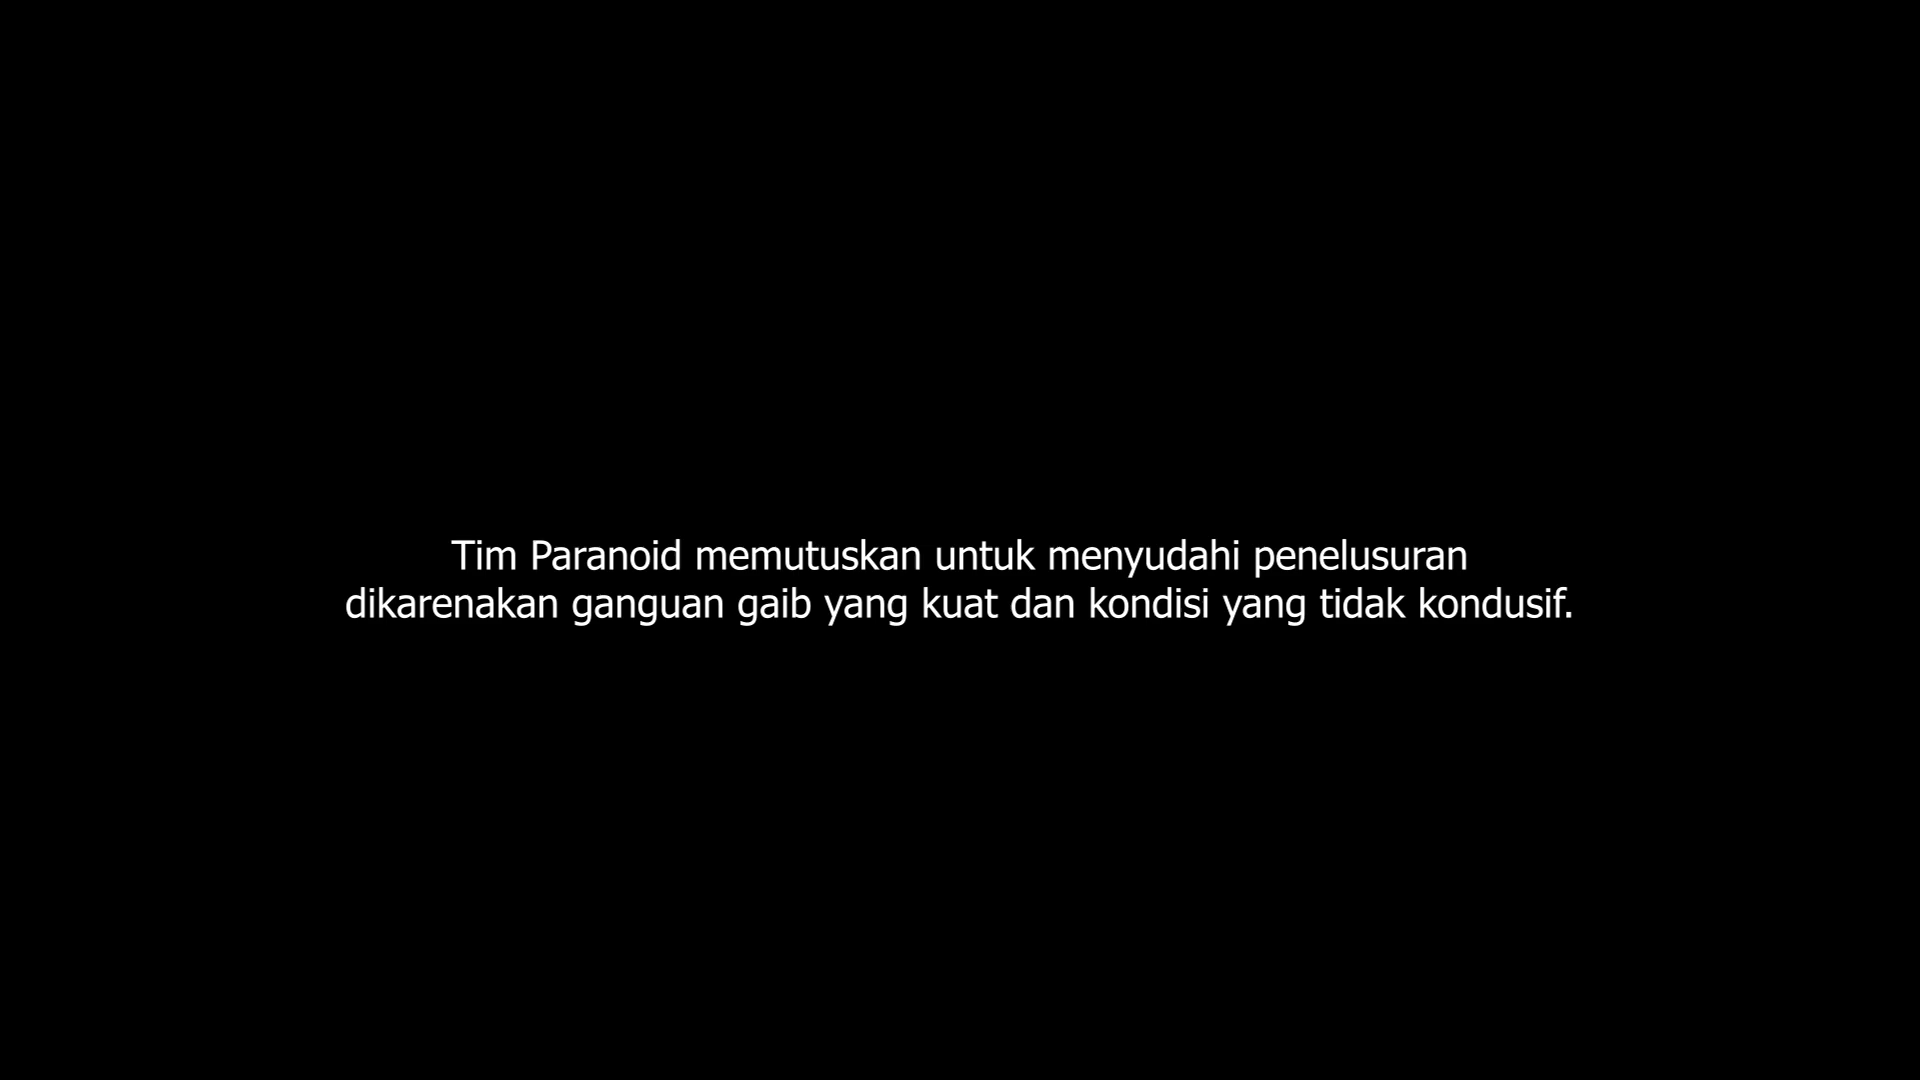 Tim Paranoid memutuskan untuk menyudahi penelusuran
dikarenakan ganguan gaib yang kuat dan kondisi yang tidak kondusif.